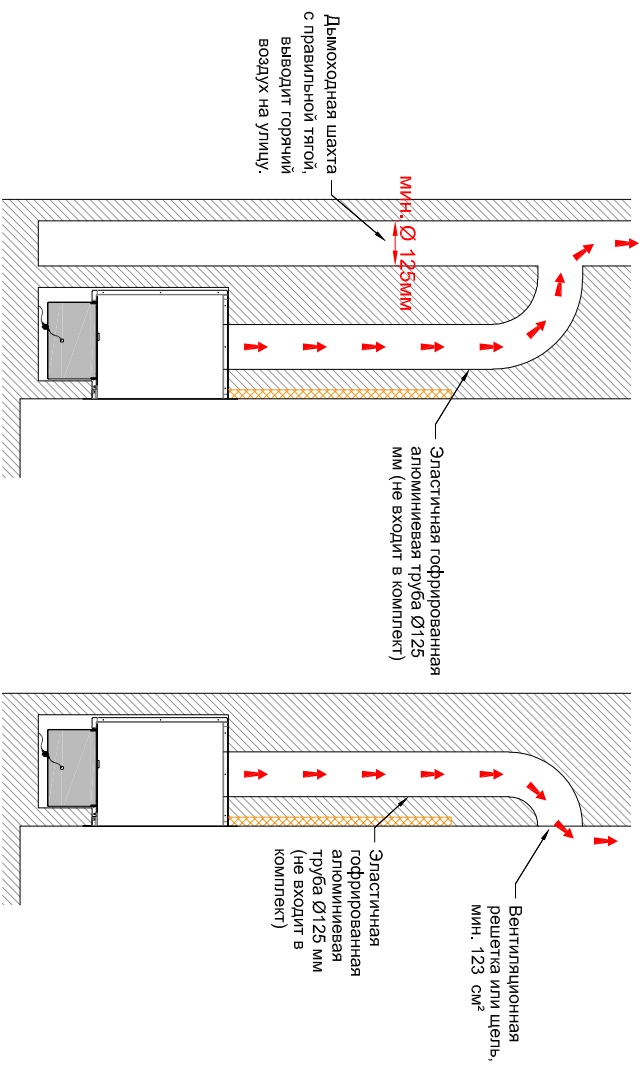 Дымоходная шахта
с правильной тягой,
выводит горячий
воздух на улицу.
мин. Ø 125мм
Эластичная гофрированная
алюминиевая труба Ø125
мм (не входит в комплект)
Эластичная
гофрированная
алюминиевая
труба Ø125 мм
(не входит в
комплект)
Вентиляционная
решетка или щель,
мин. 123 см²